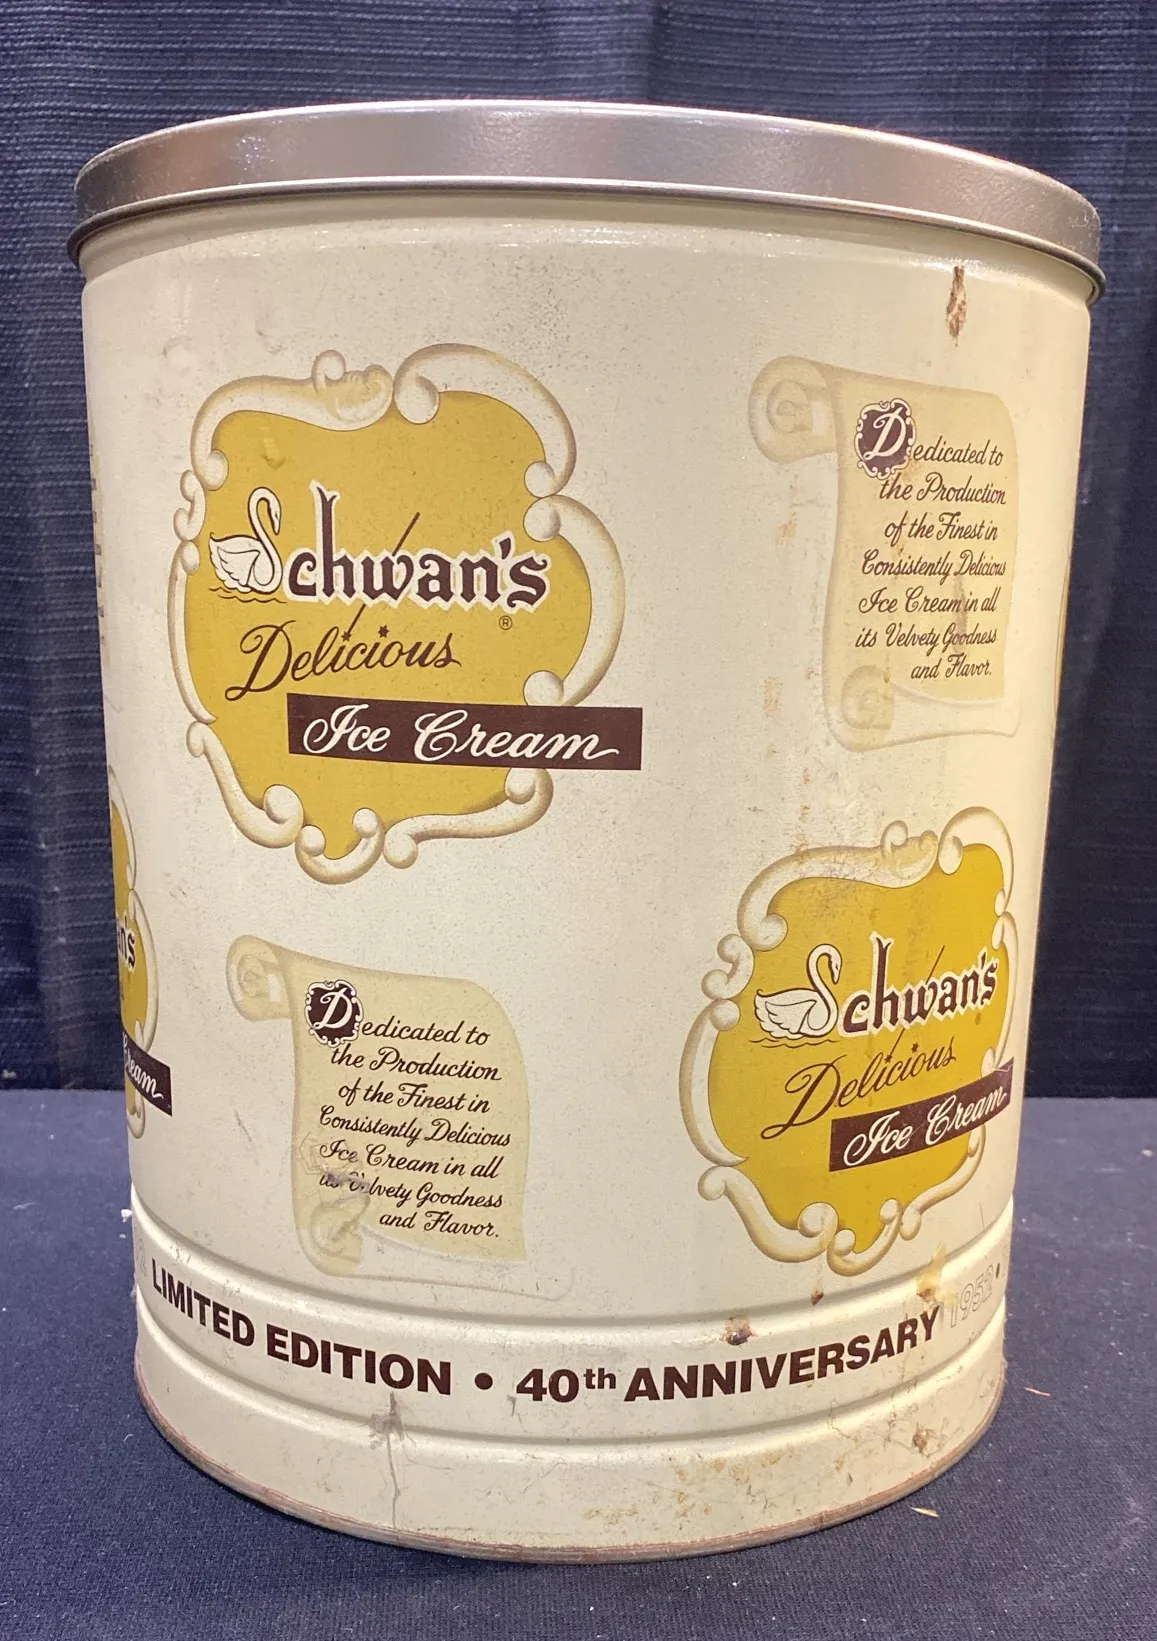 Schwan's
®
Delicious
Ice Cream
Dedicated to
the Production
of the Finest in
Consistently Delicious
Ice Cream in all
its Velvety Goodness
and Flavor.
Schwan's
Delicious
Ice Cream
Dedicated to
the Production
of the Finest in
Consistently Delicious
Ice Cream in all
its Velvety Goodness
and Flavor.
LIMITED EDITION • 40th ANNIVERSARY 1952 •